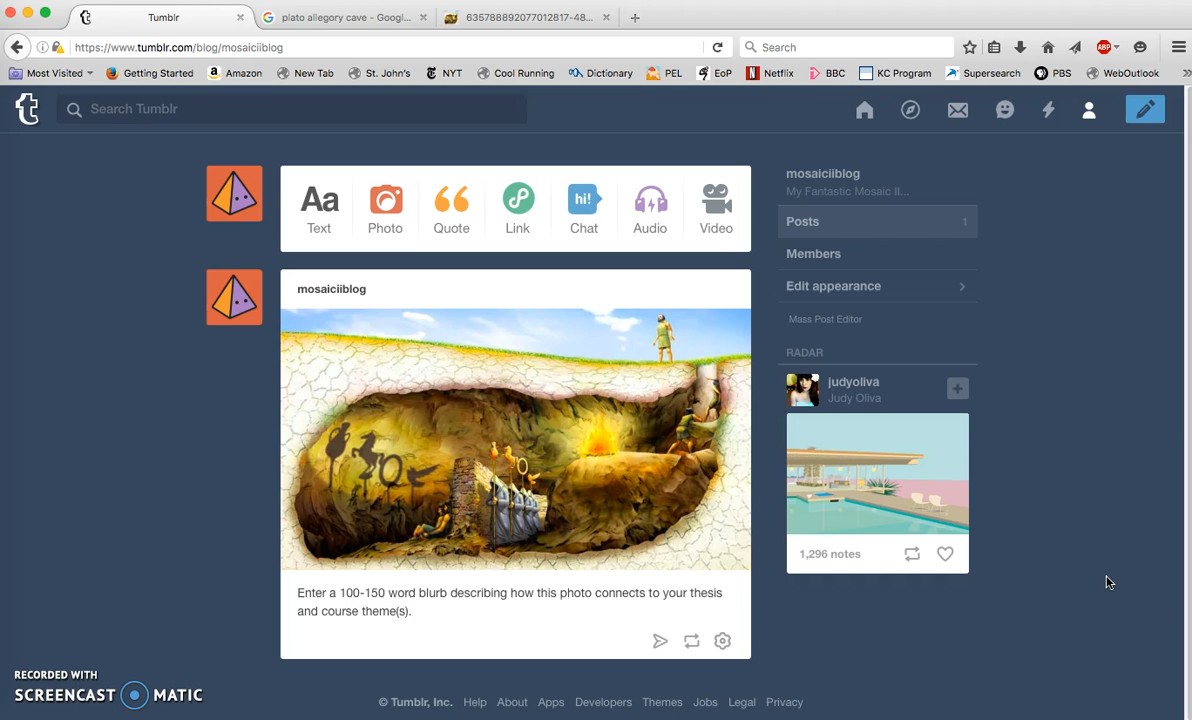 Tumblr
plato allegory cave - Googl...
635788892077012817-48...
https://www.tumblr.com/blog/mosaiciiblog
Search
ABP
Most Visited
Getting Started
Amazon
New Tab
St. John's
NYT
Cool Running
Dictionary
PEL
EoP
Netflix
BBC
KC Program
Supersearch
PBS
WebOutlook
t
Search Tumblr
Aa
hi!
Text
Photo
Quote
Link
Chat
Audio
Video
mosaiciiblog
My Fantastic Mosaic II...
Posts 1
Members
Edit appearance
Mass Post Editor
RADAR
judyoliva
Judy Oliva
1,296 notes
mosaiciiblog
Enter a 100-150 word blurb describing how this photo connects to your thesis
and course theme(s).
RECORDED WITH
SCREENCAST MATIC
© Tumblr, Inc. Help About Apps Developers Themes Jobs Legal Privacy